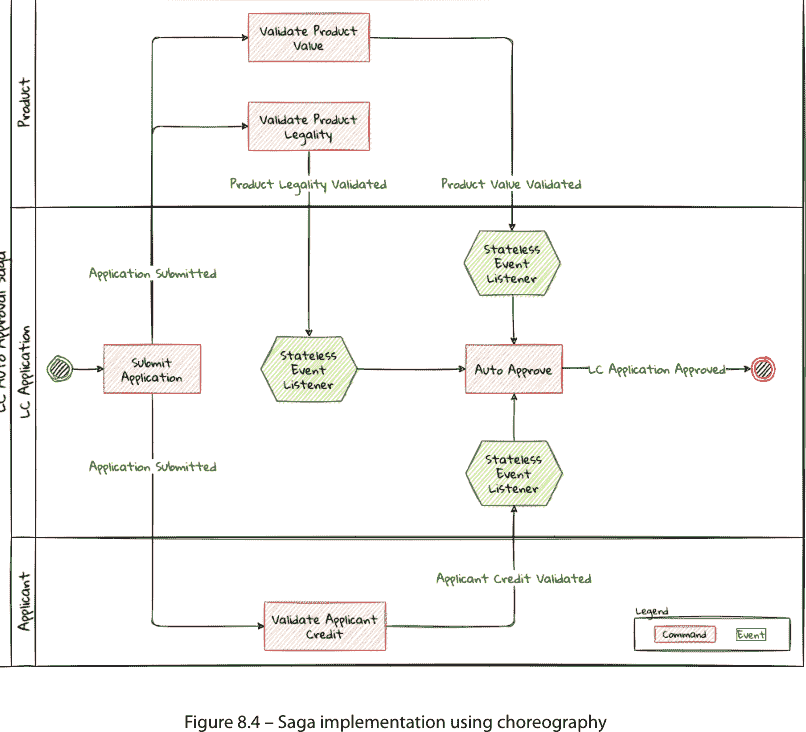 Product
Validate Product
Value
Validate Product
Legality
Product Legality Validated
Product Value Validated
LC Auto Approval Saga
LC Application
Application Submitted
Submit
Application
Stateless
Event
Listener
Stateless
Event
Listener
Auto Approve
LC Application Approved
Application Submitted
Stateless
Event
Listener
Applicant
Applicant Credit Validated
Validate Applicant
Credit
Legend
Command
Event
Figure 8.4 – Saga implementation using choreography